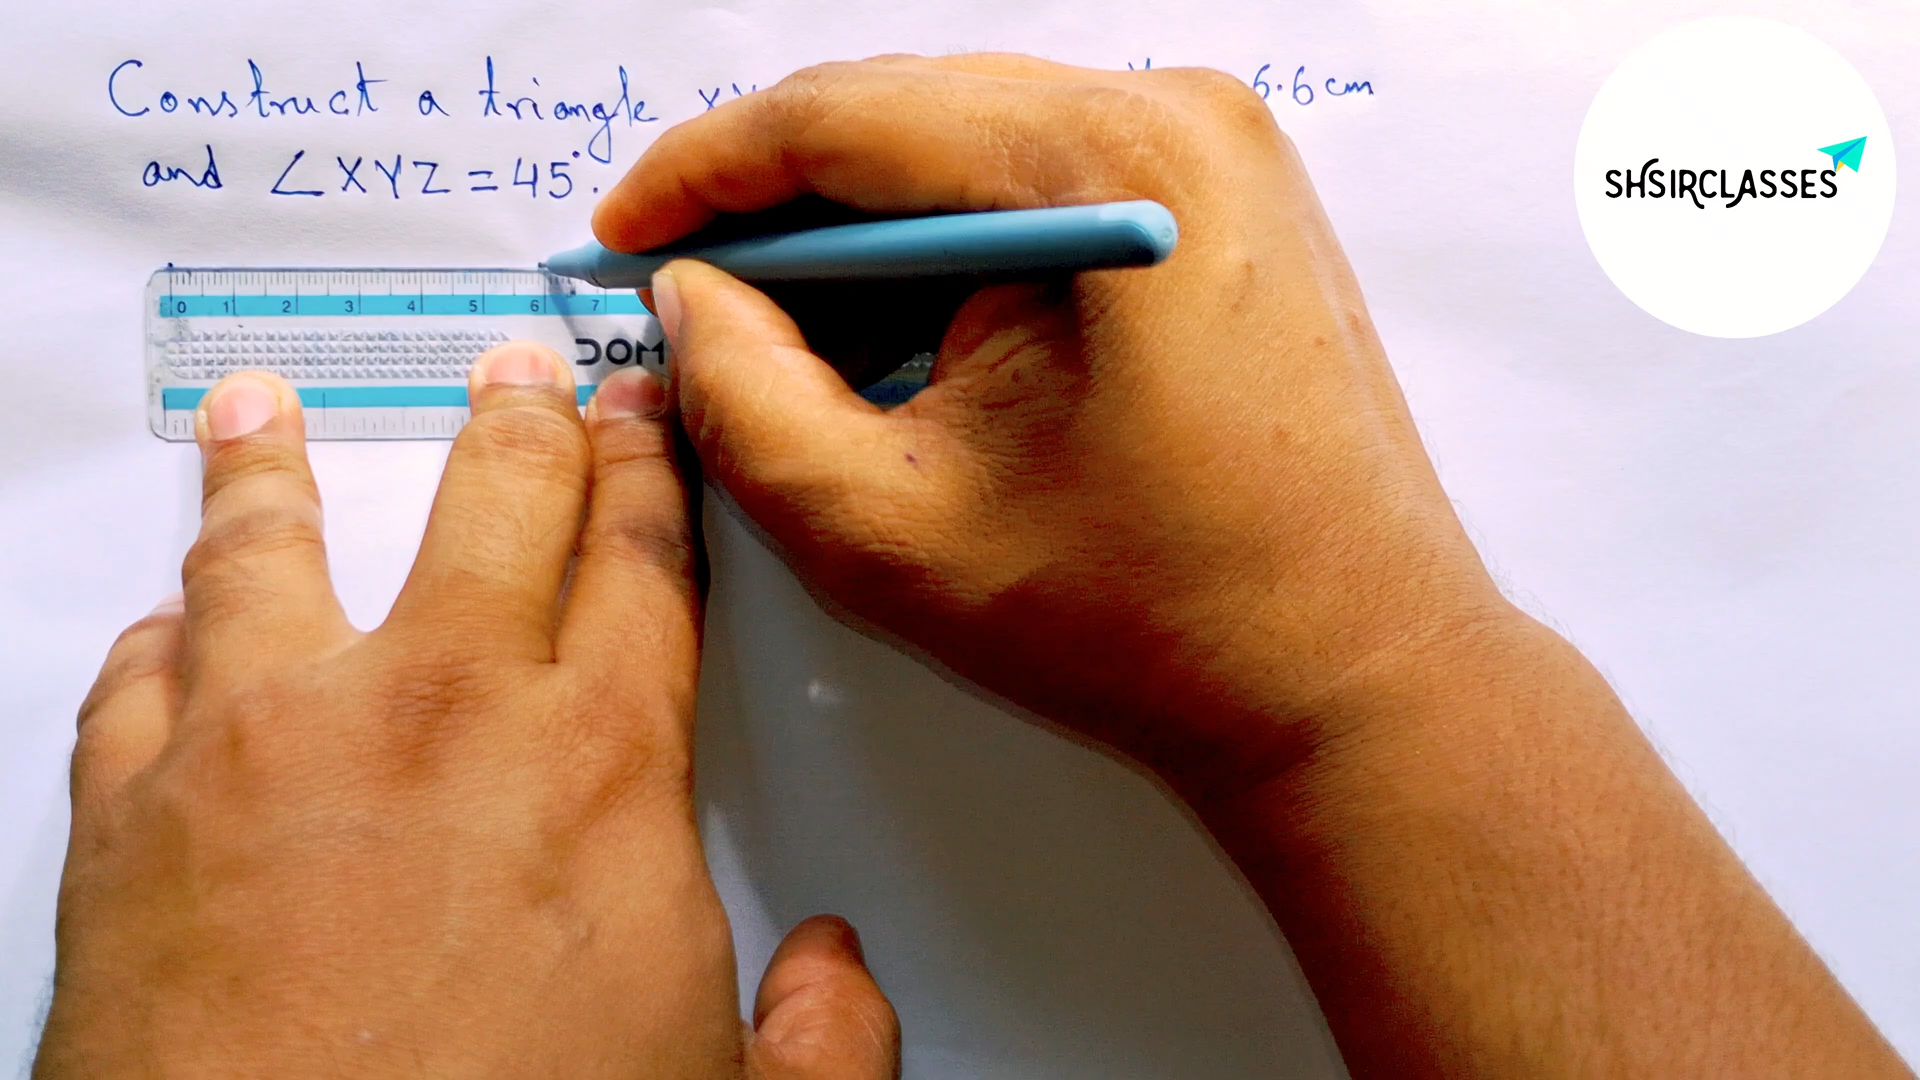 Construct a triangle 6.6 cm
and ∠XYZ = 45°.
SHSIRCLASSES
0 1 2 3 4 5 6 7
DOM